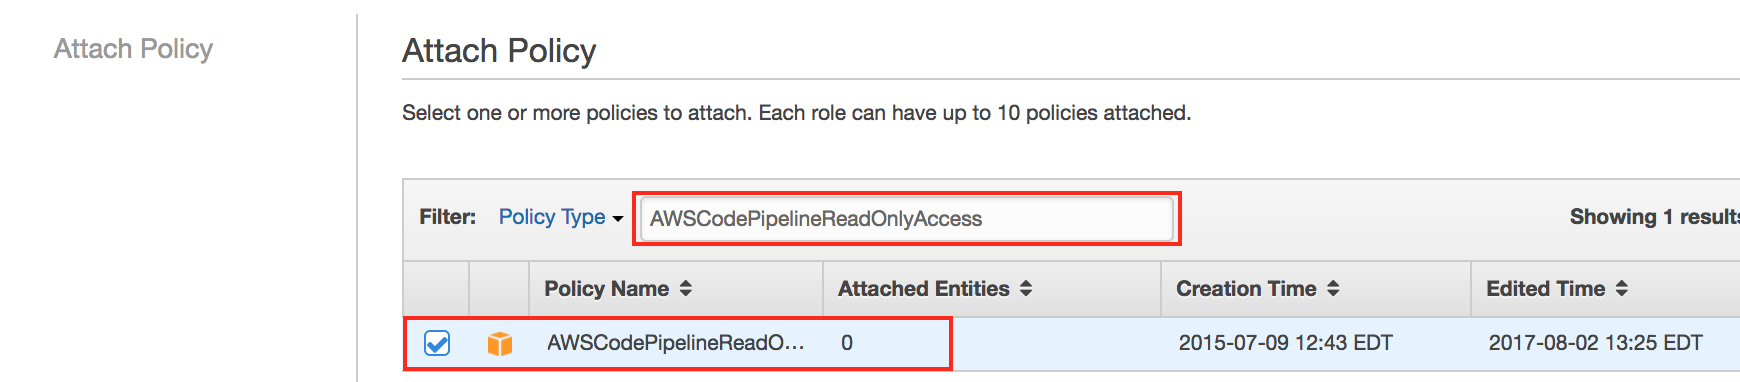 Attach Policy
Attach Policy
Select one or more policies to attach. Each role can have up to 10 policies attached.
Filter: Policy Type AWSCodePipelineReadOnlyAccess Showing 1 results
Policy Name Attached Entities Creation Time Edited Time
AWSCodePipelineReadO... 0 2015-07-09 12:43 EDT 2017-08-02 13:25 EDT